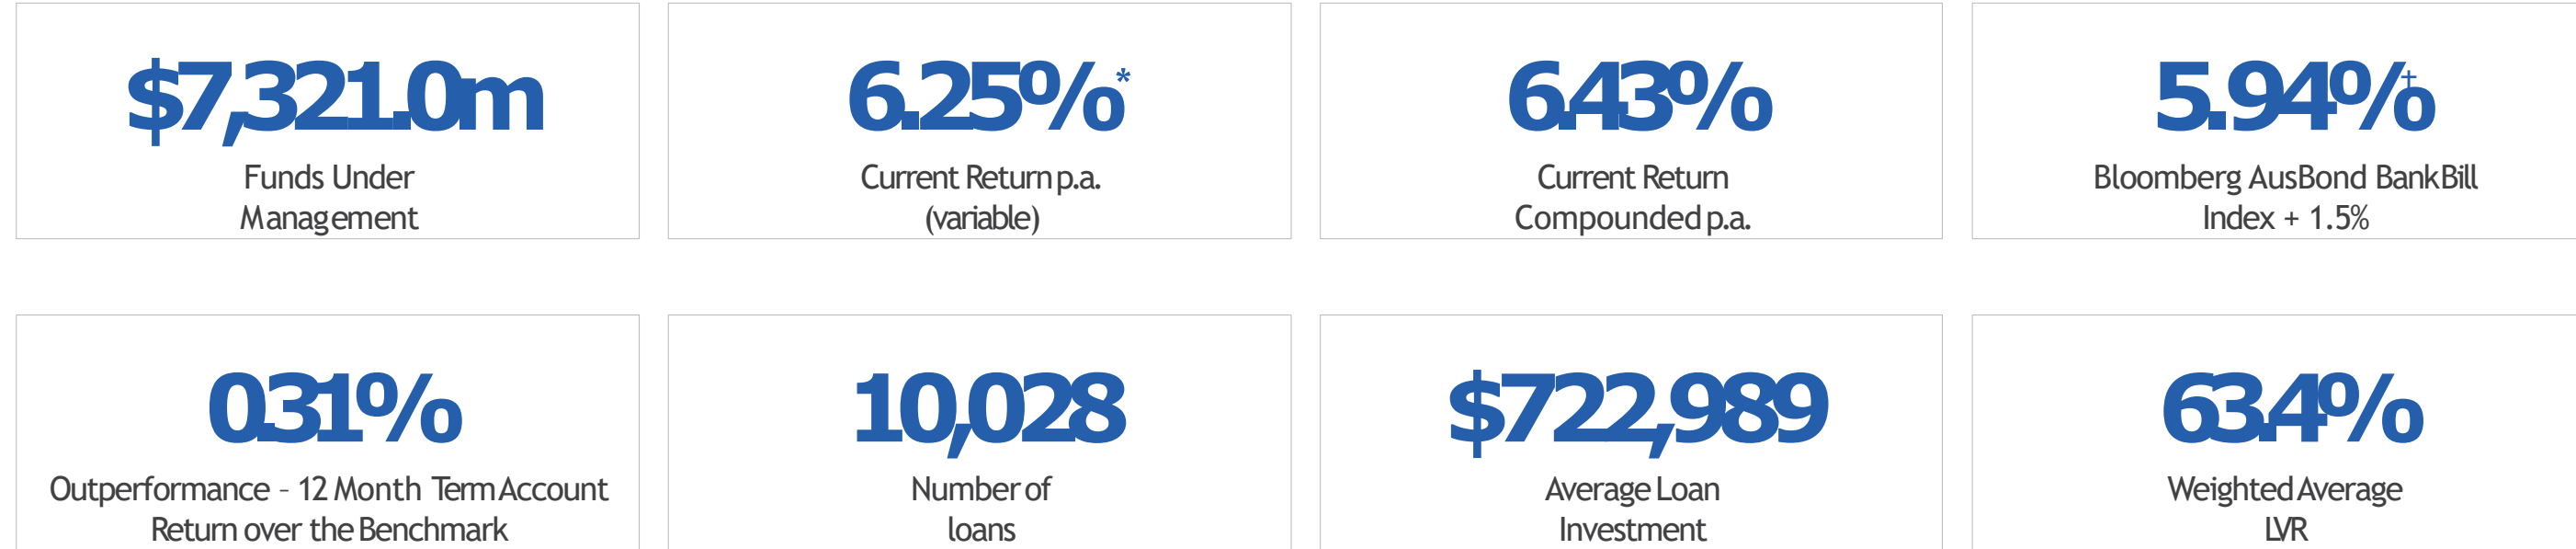 $7,321.0m
Funds Under
Management
6.25%*
Current Return p.a.
(variable)
6.43%
Current Return
Compounded p.a.
5.94%†
Bloomberg AusBond BankBill
Index + 1.5%
0.31%
Outperformance – 12 Month Term Account
Return over the Benchmark
10,028
Number of
loans
$722,989
Average Loan
Investment
63.4%
Weighted Average
LVR